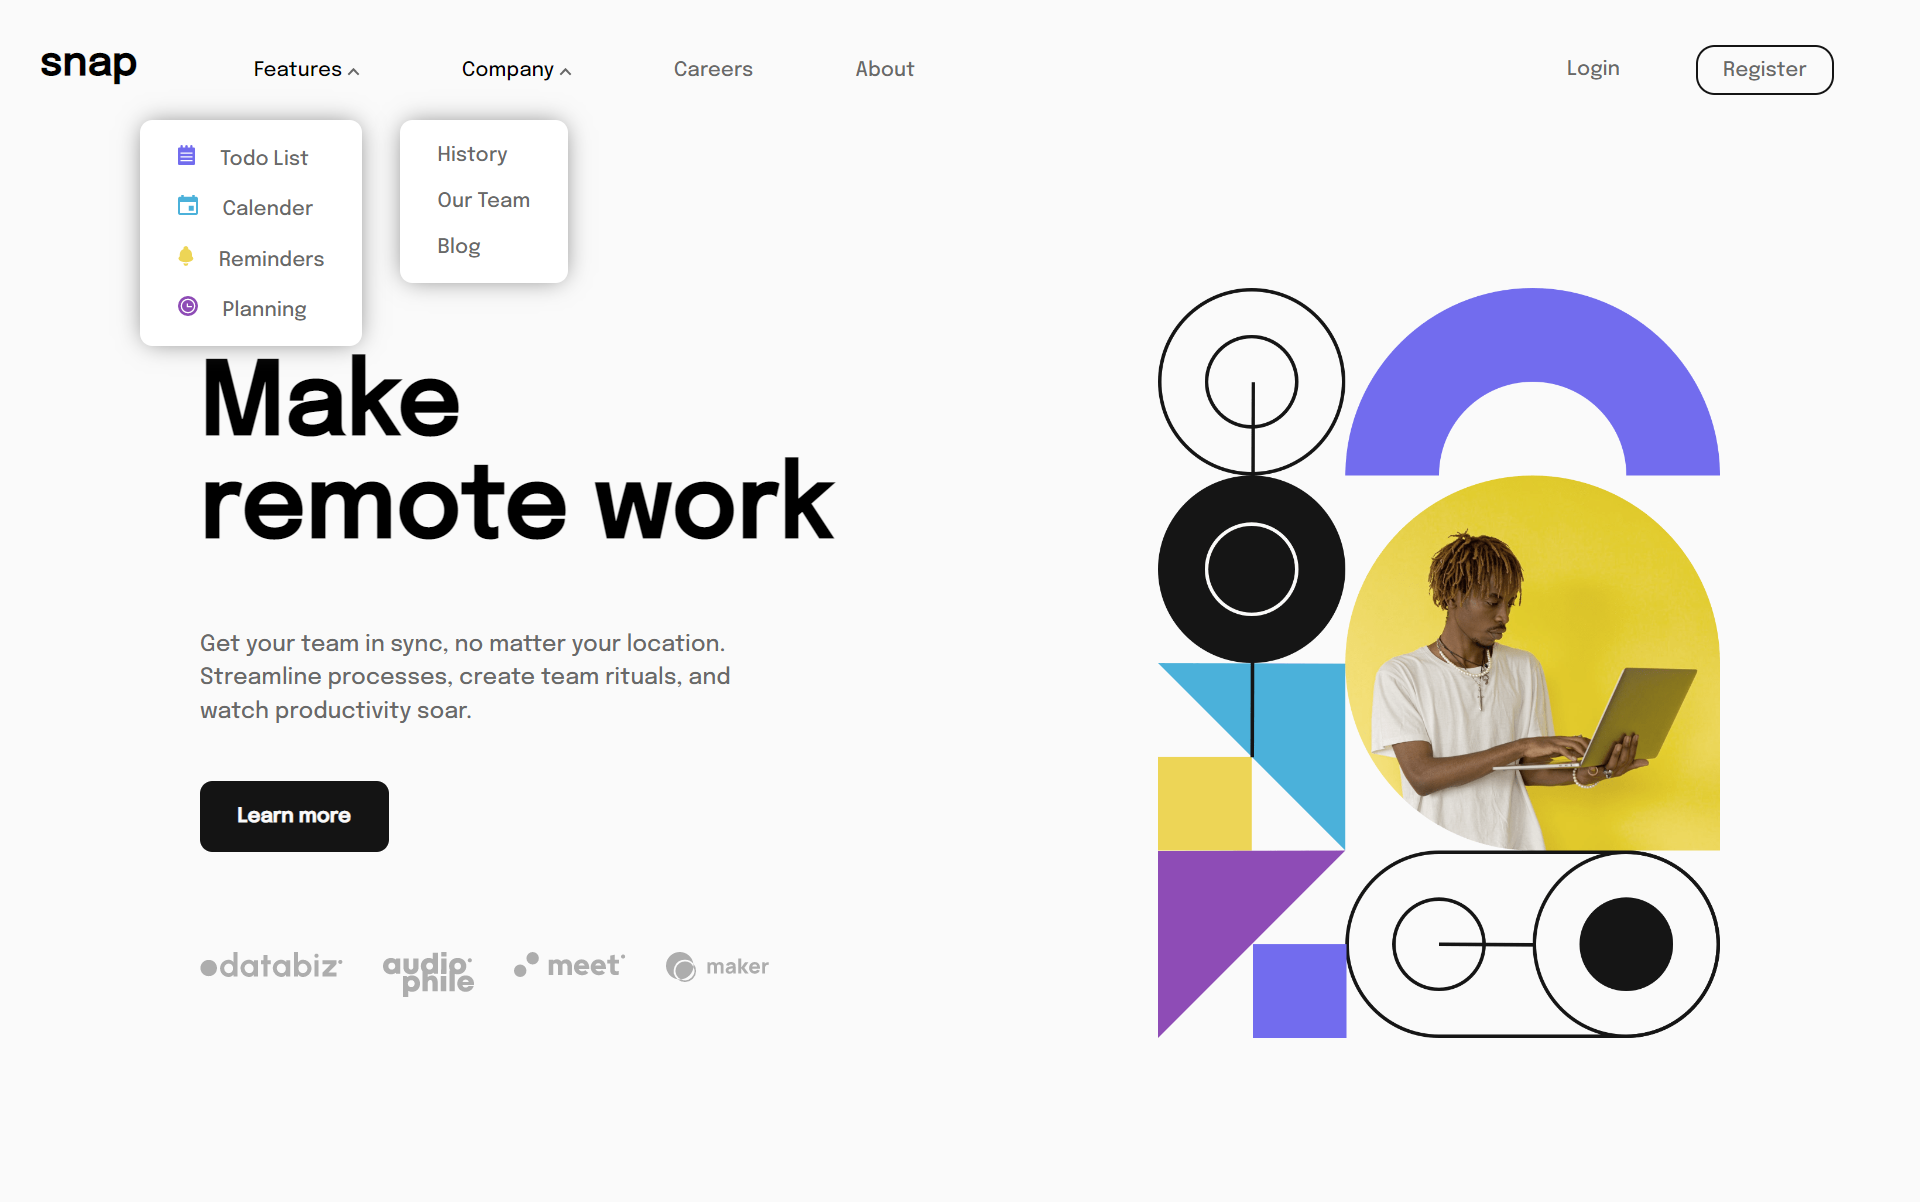 snap
Features
Company
Careers
About
Login
Register
Todo List
Calender
Reminders
Planning
History
Our Team
Blog
Make
remote work
Get your team in sync, no matter your location.
Streamline processes, create team rituals, and
watch productivity soar.
Learn more
databiz
audio
phile
meet
maker